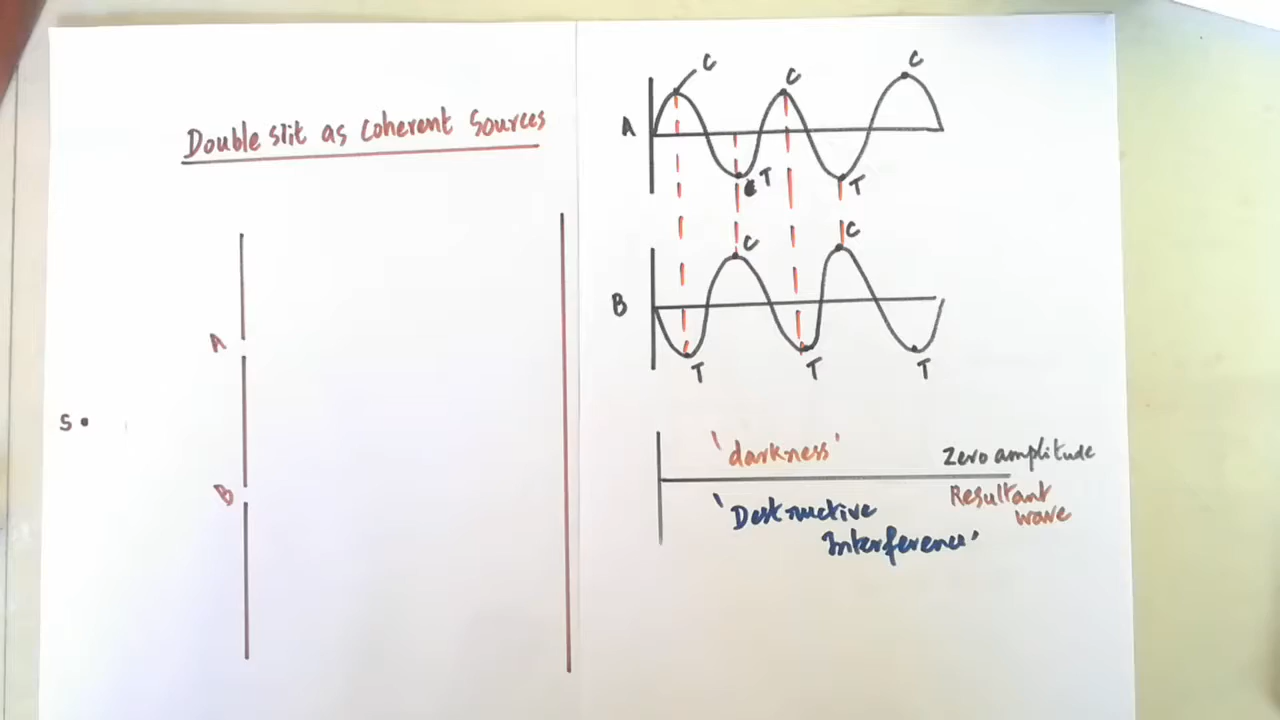 Double slit as coherent sources
A
B
S
C
C
C
A
T
T
C
C
B
T
T
T
'darkness'
Zero amplitude
Resultant
wave
'Destructive
Interference'